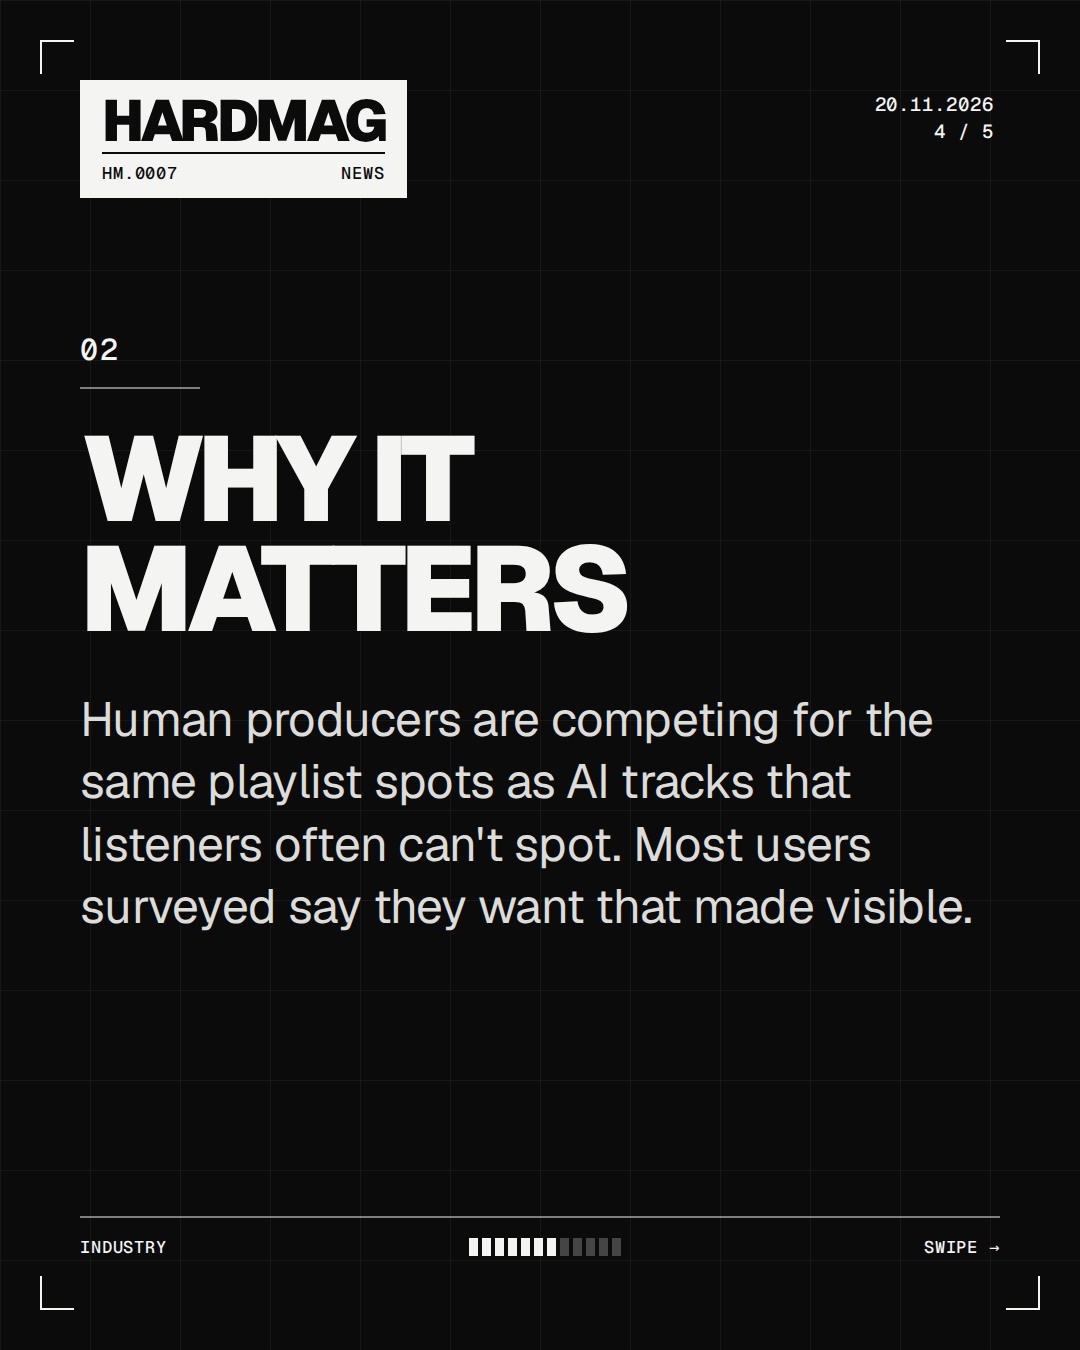 HARDMAG
HM.0007 NEWS
20.11.2026
4 / 5
02
WHY IT
MATTERS
Human producers are competing for the
same playlist spots as AI tracks that
listeners often can't spot. Most users
surveyed say they want that made visible.
INDUSTRY
SWIPE →